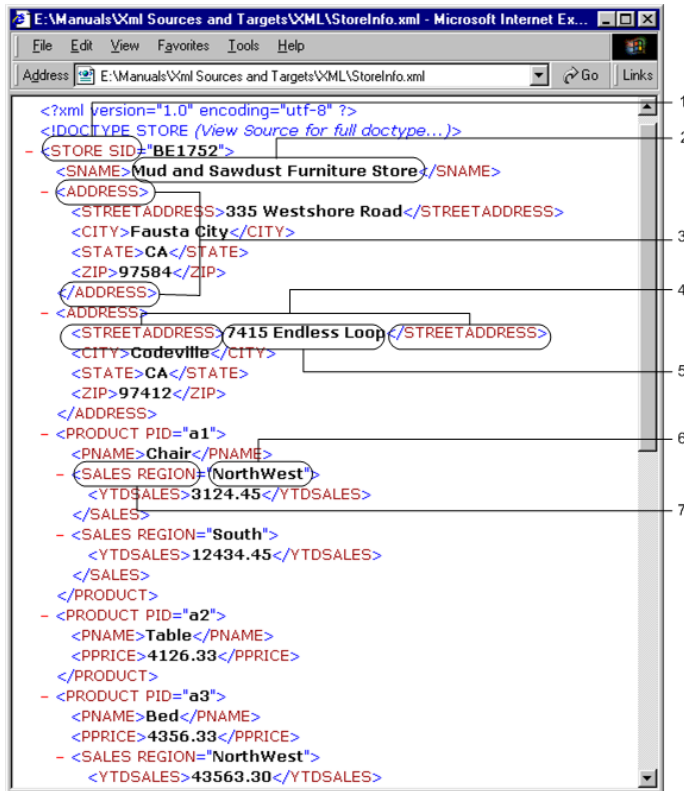 E:\Manuals\Xml Sources and Targets\XML\StoreInfo.xml - Microsoft Internet Ex...
File Edit View Favorites Tools Help
Address E:\Manuals\Xml Sources and Targets\XML\StoreInfo.xml Go Links
<?xml version="1.0" encoding="utf-8" ?> 1
<!DOCTYPE STORE (View Source for full doctype...)>
2
- <STORE SID="BE1752">
<SNAME>Mud and Sawdust Furniture Store</SNAME>
- <ADDRESS>
<STREETADDRESS>335 Westshore Road</STREETADDRESS>
<CITY>Fausta City</CITY> 3
<STATE>CA</STATE>
<ZIP>97584</ZIP>
</ADDRESS> 4
- <ADDRESS>
<STREETADDRESS>7415 Endless Loop</STREETADDRESS>
<CITY>Codeville</CITY>
<STATE>CA</STATE> 5
<ZIP>97412</ZIP>
</ADDRESS>
- <PRODUCT PID="a1"> 6
<PNAME>Chair</PNAME>
- <SALES REGION="NorthWest">
<YTDSALES>3124.45</YTDSALES>
</SALES> 7
- <SALES REGION="South">
<YTDSALES>12434.45</YTDSALES>
</SALES>
</PRODUCT>
- <PRODUCT PID="a2">
<PNAME>Table</PNAME>
<PPRICE>4126.33</PPRICE>
</PRODUCT>
- <PRODUCT PID="a3">
<PNAME>Bed</PNAME>
<PPRICE>4356.33</PPRICE>
- <SALES REGION="NorthWest">
<YTDSALES>43563.30</YTDSALES>